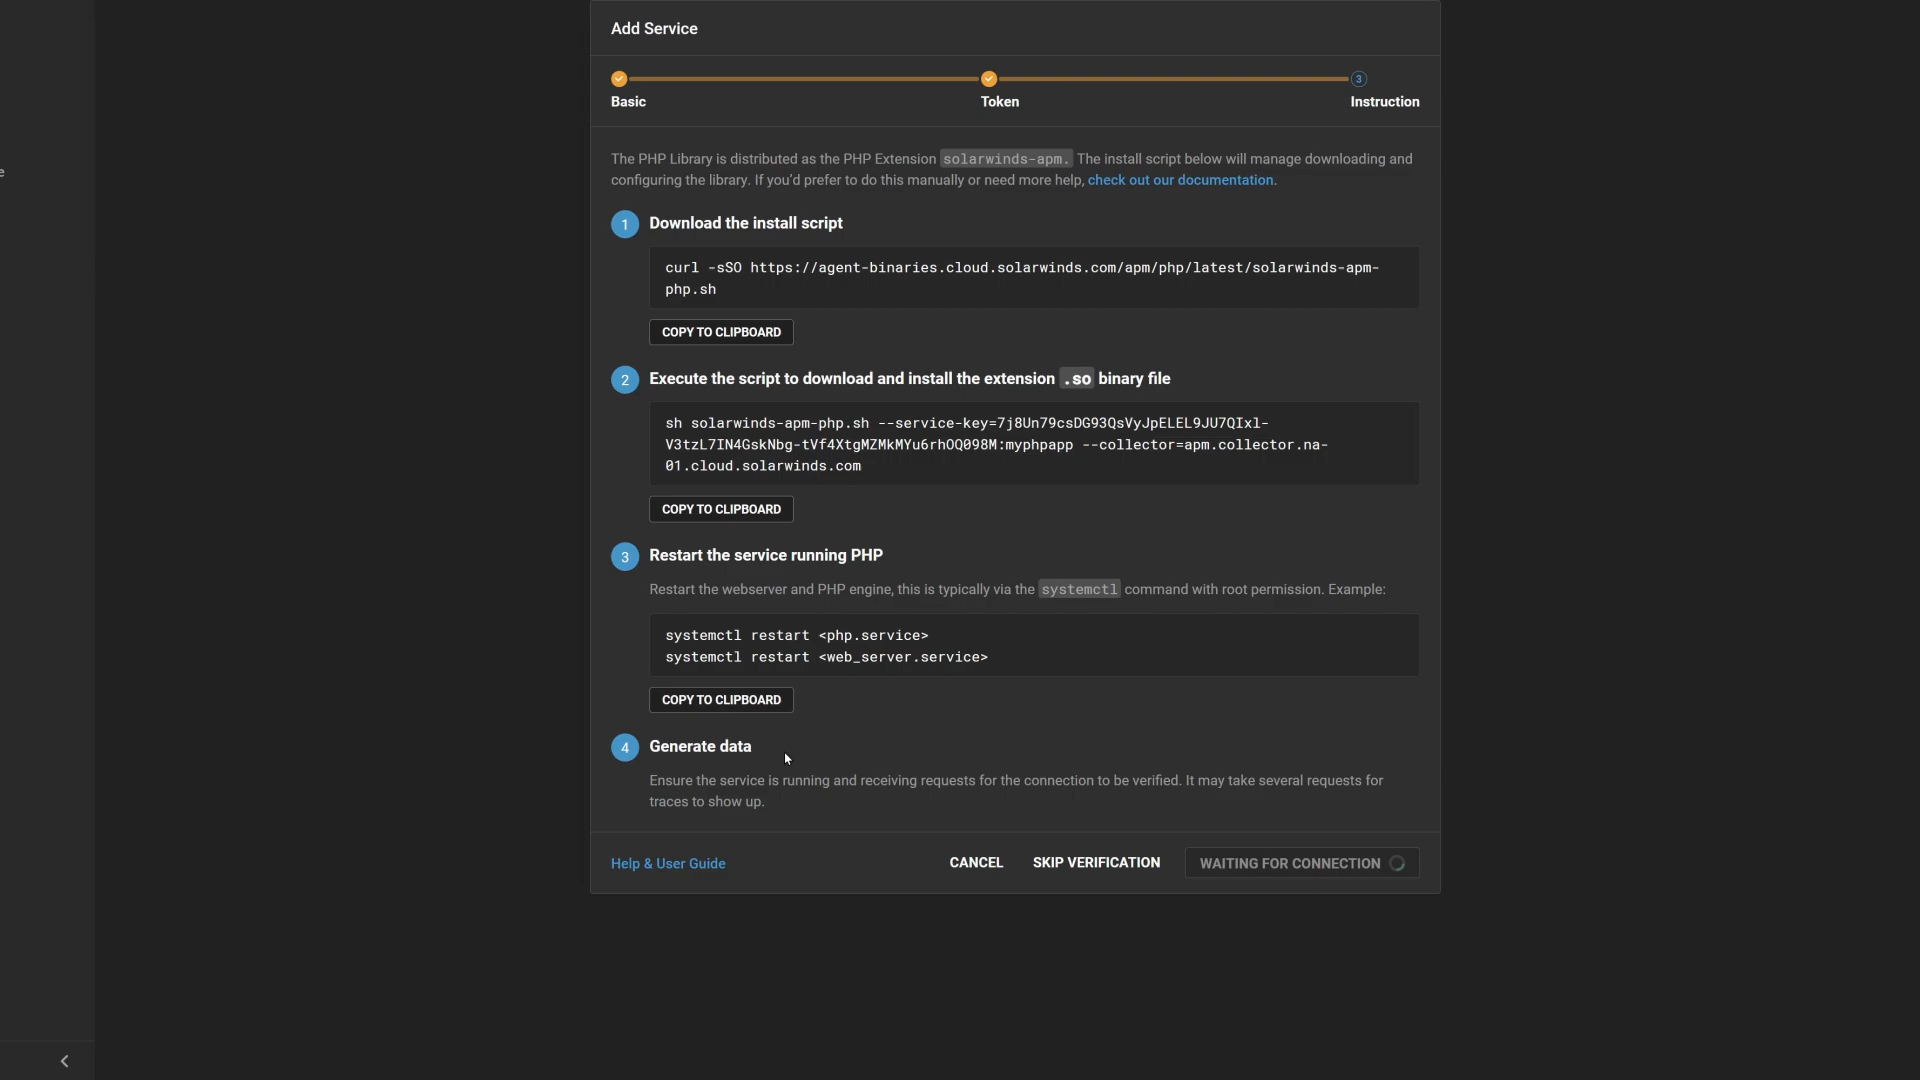 Add Service
3
Basic
Token
Instruction
e
The PHP Library is distributed as the PHP Extension solarwinds-apm. The install script below will manage downloading and
configuring the library. If you'd prefer to do this manually or need more help, check out our documentation.
1 Download the install script
curl -sSO https://agent-binaries.cloud.solarwinds.com/apm/php/latest/solarwinds-apm-
php.sh
COPY TO CLIPBOARD
2 Execute the script to download and install the extension .so binary file
sh solarwinds-apm-php.sh --service-key=7j8Un79csDG93QsVyJpELEL9JU7QIxl-
V3tzL7IN4GskNbg-tVf4XtgMZMkMYu6rhOQ098M:myphpapp --collector=apm.collector.na-
01.cloud.solarwinds.com
COPY TO CLIPBOARD
3 Restart the service running PHP
Restart the webserver and PHP engine, this is typically via the systemctl command with root permission. Example:
systemctl restart <php.service>
systemctl restart <web_server.service>
COPY TO CLIPBOARD
4 Generate data
Ensure the service is running and receiving requests for the connection to be verified. It may take several requests for
traces to show up.
Help & User Guide
CANCEL
SKIP VERIFICATION
WAITING FOR CONNECTION